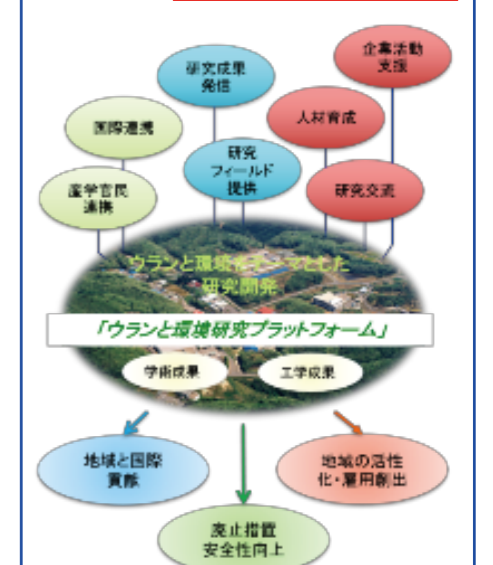 企業活動
支援
研究成果
発信
人材育成
国際連携
研究
フィールド
提供
研究交流
産学官民
連携
ウランと環境をテーマとした
研究開発
「ウランと環境研究プラットフォーム」
学術成果
工学成果
地域と国際
貢献
地域の活性
化・雇用創出
廃止措置
安全性向上